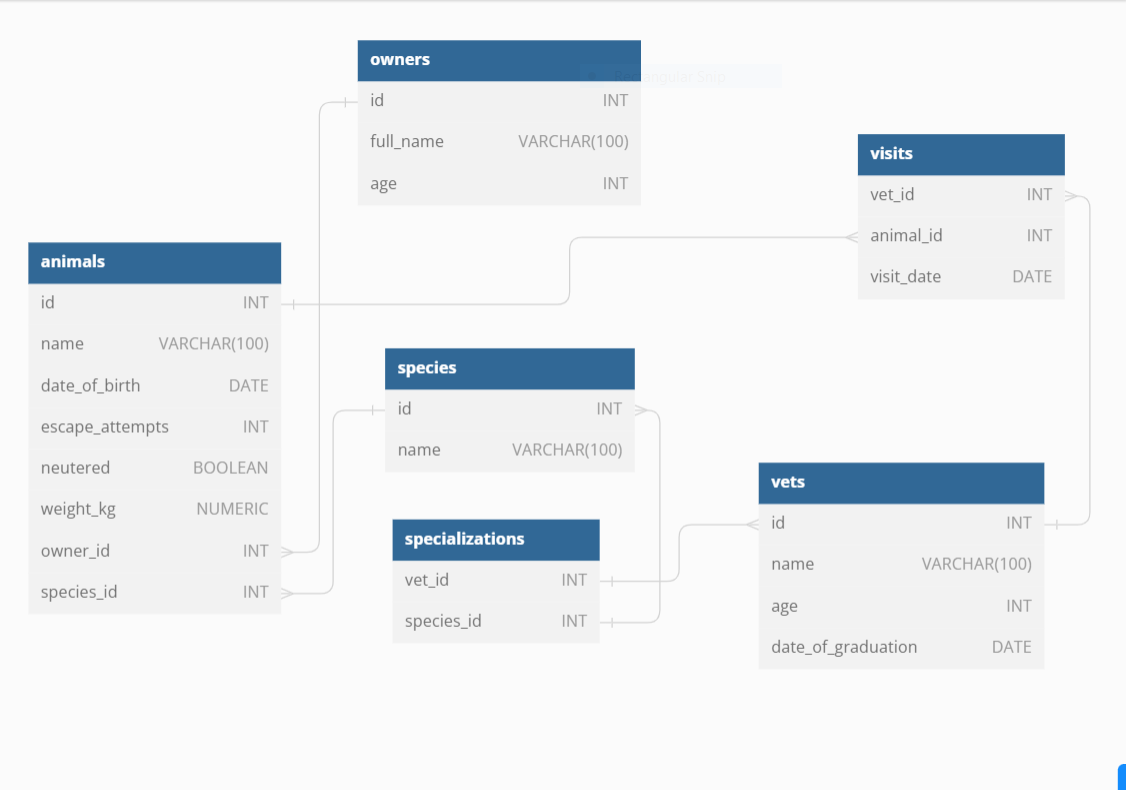 owners
id INT
full_name VARCHAR(100)
age INT
visits
vet_id INT
animal_id INT
visit_date DATE
animals
id INT
name VARCHAR(100)
date_of_birth DATE
escape_attempts INT
neutered BOOLEAN
weight_kg NUMERIC
owner_id INT
species_id INT
species
id INT
name VARCHAR(100)
specializations
vet_id INT
species_id INT
vets
id INT
name VARCHAR(100)
age INT
date_of_graduation DATE
Rectangular Snip